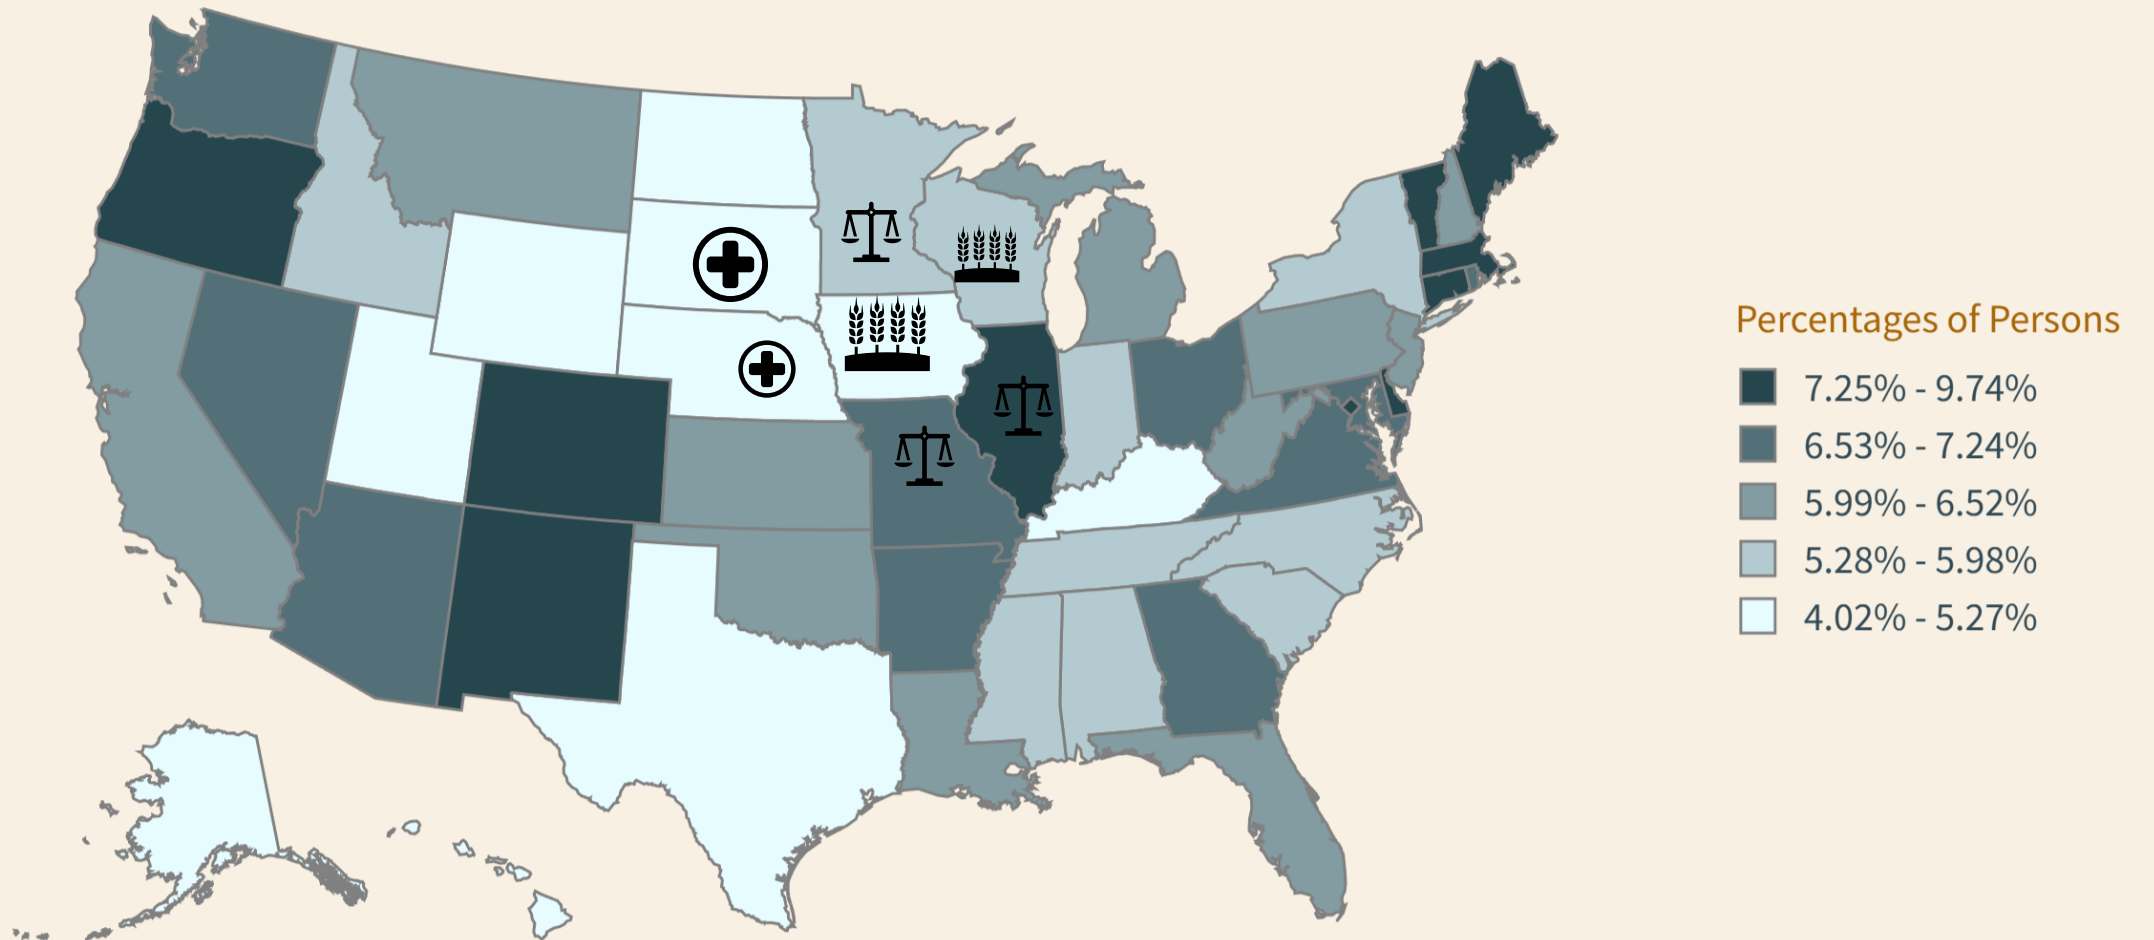 Percentages of Persons
7.25% - 9.74%
6.53% - 7.24%
5.99% - 6.52%
5.28% - 5.98%
4.02% - 5.27%